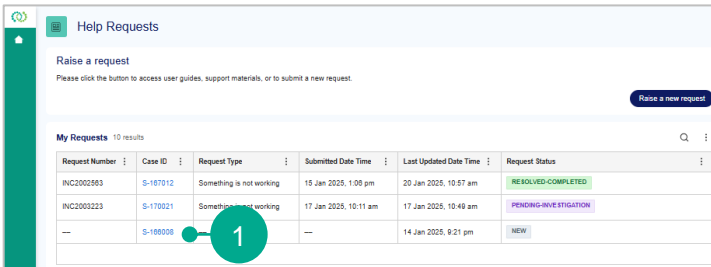 Help Requests
Raise a request
Please click the button to access user guides, support materials, or to submit a new request.
Raise a new request
My Requests 10 results
Request Number Case ID Request Type Submitted Date Time Last Updated Date Time Request Status
INC2002563 S-167012 Something is not working 15 Jan 2025, 1:06 pm 20 Jan 2025, 10:57 am RESOLVED-COMPLETED
INC2003223 S-170021 Something not working 17 Jan 2025, 10:11 am 17 Jan 2025, 10:49 am PENDING-INVESTIGATION
--- S-166008 --- 1 --- 14 Jan 2025, 9:21 pm NEW